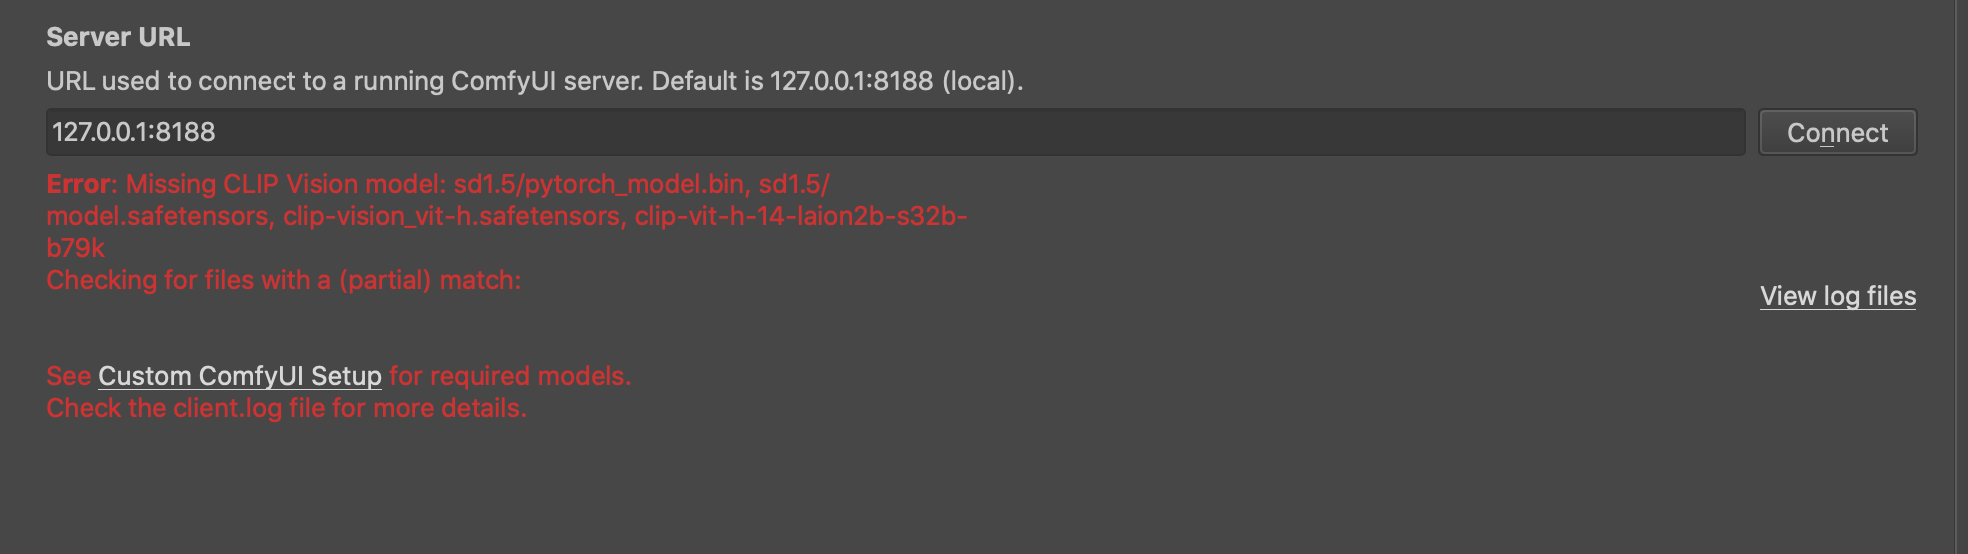 Server URL
URL used to connect to a running ComfyUI server. Default is 127.0.0.1:8188 (local).
127.0.0.1:8188
Connect
Error: Missing CLIP Vision model: sd1.5/pytorch_model.bin, sd1.5/
model.safetensors, clip-vision_vit-h.safetensors, clip-vit-h-14-laion2b-s32b-
b79k
Checking for files with a (partial) match:
View log files
See Custom ComfyUI Setup for required models.
Check the client.log file for more details.